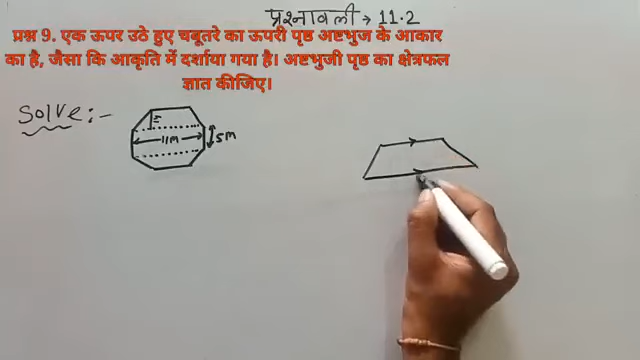 प्रश्नावली → 11.2
प्रश्न 9. एक ऊपर उठे हुए चबूतरे का ऊपरी पृष्ठ अष्टभुज के आकार
का है, जैसा कि आकृति में दर्शाया गया है। अष्टभुजी पृष्ठ का क्षेत्रफल
ज्ञात कीजिए।
Solve:-
11m
5m